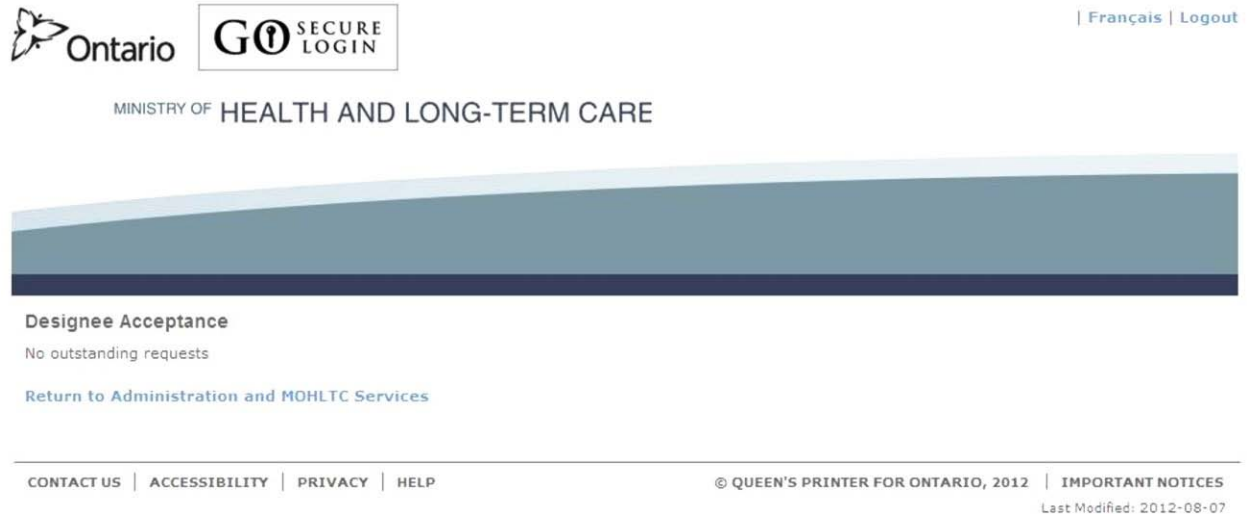 Ontario
GO SECURE LOGIN
| Français | Logout
MINISTRY OF HEALTH AND LONG-TERM CARE
Designee Acceptance
No outstanding requests
Return to Administration and MOHLTC Services
CONTACT US | ACCESSIBILITY | PRIVACY | HELP
© QUEEN'S PRINTER FOR ONTARIO, 2012 | IMPORTANT NOTICES
Last Modified: 2012-08-07